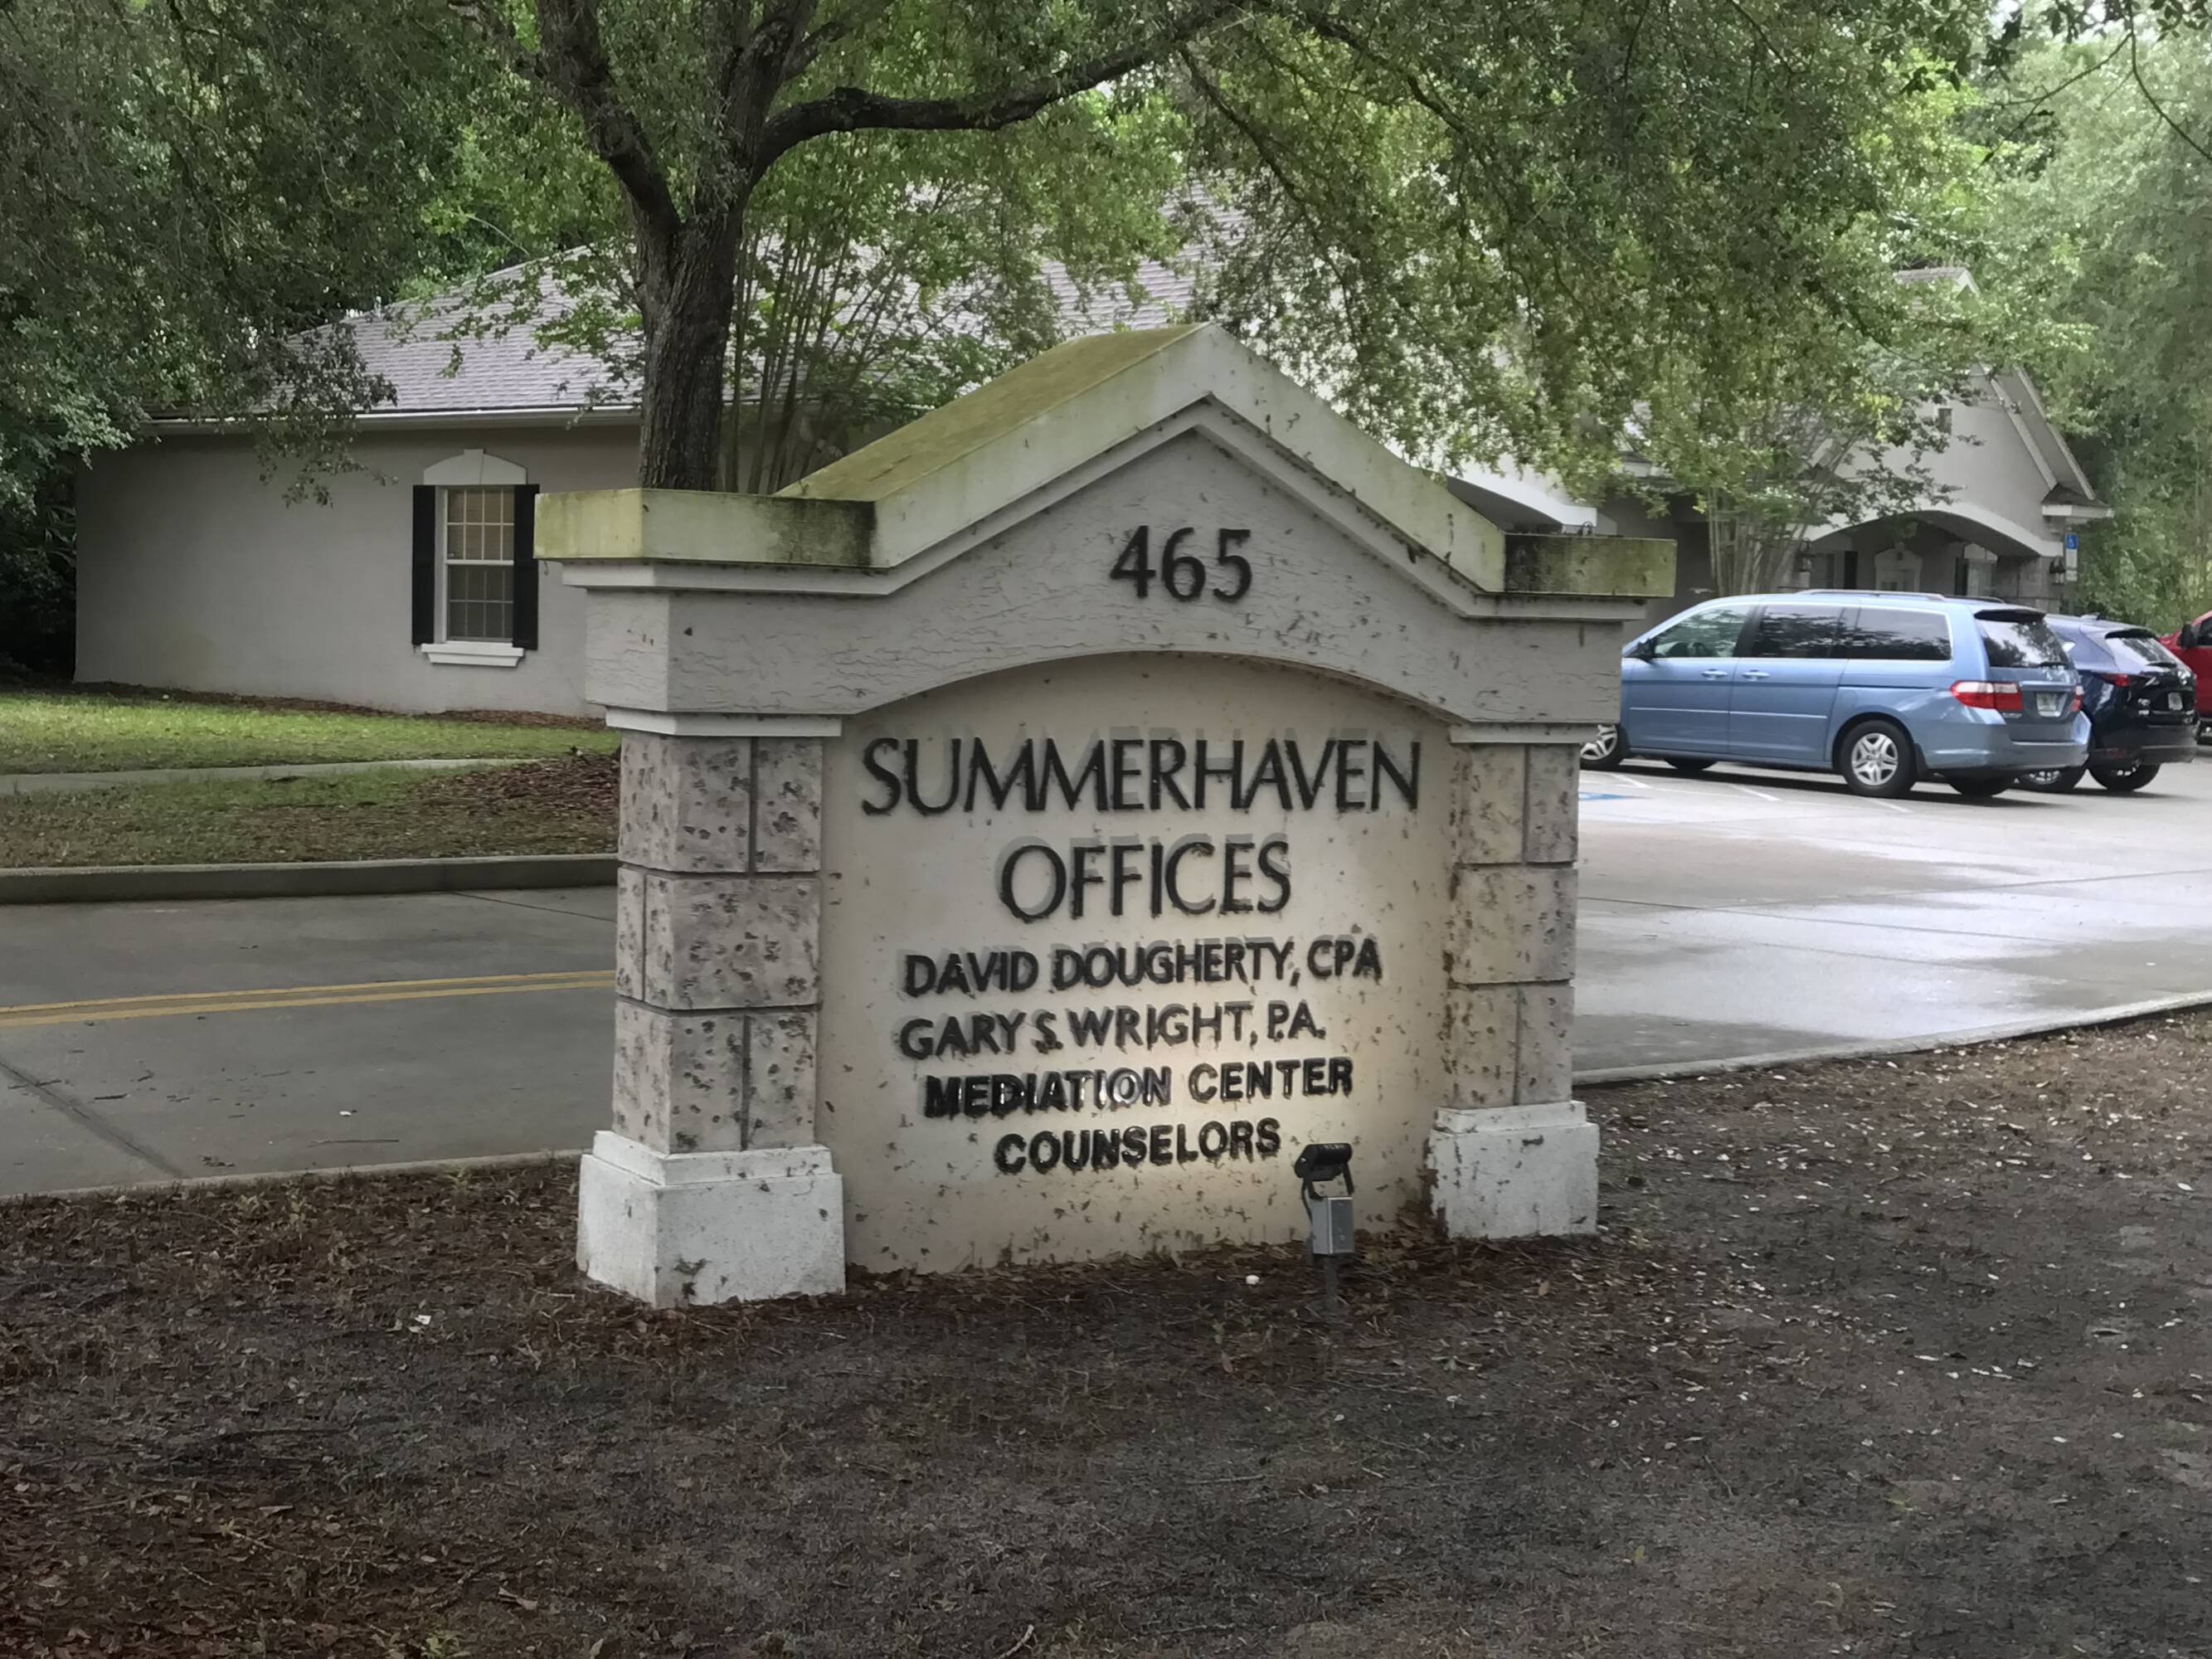 465
SUMMERHAVEN
OFFICES
DAVID DOUGHERTY, CPA
GARY S. WRIGHT, P.A.
MEDIATION CENTER
COUNSELORS